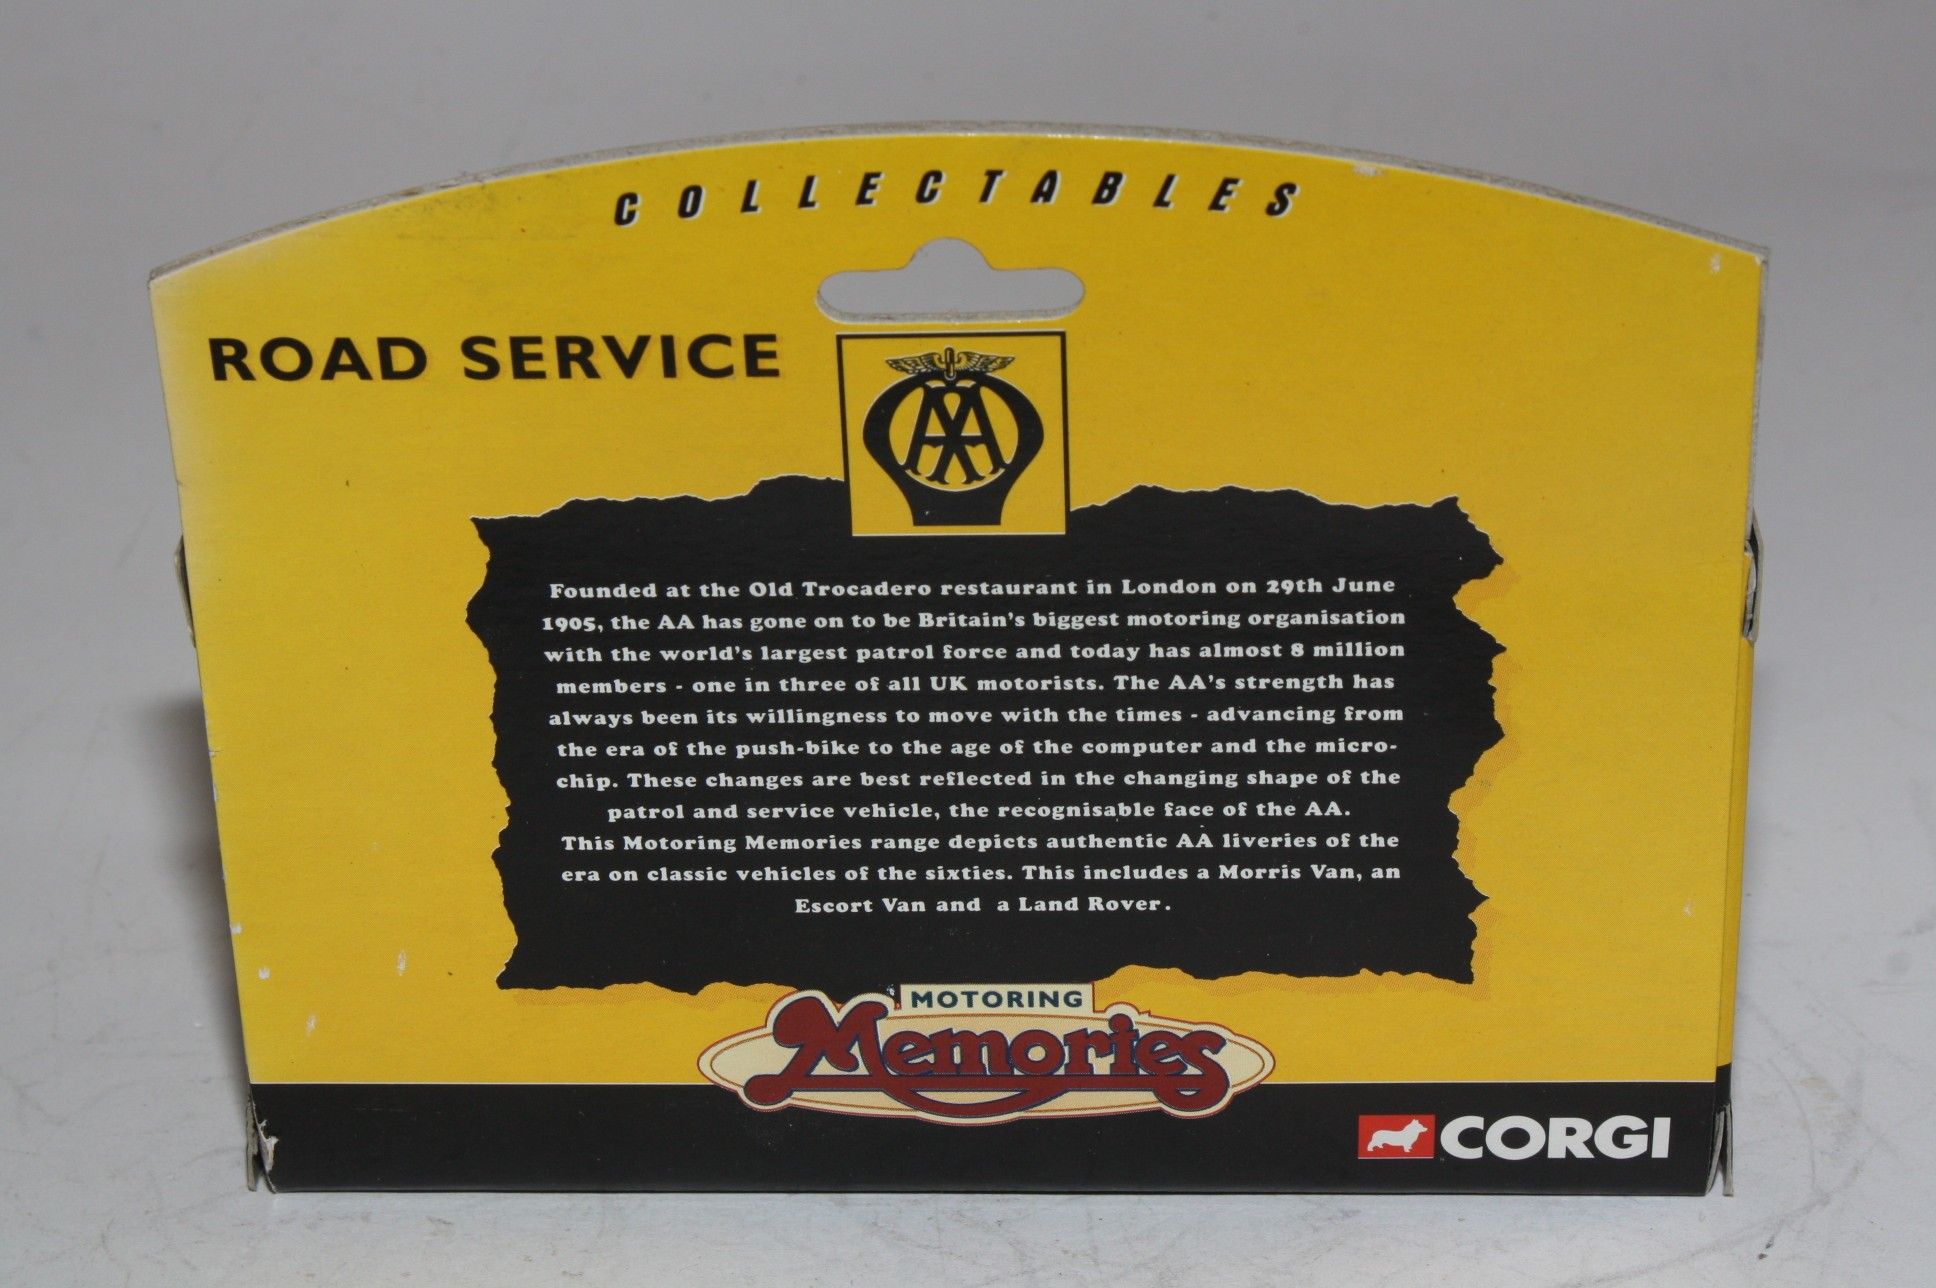 COLLECTABLES
ROAD SERVICE
AA
Founded at the Old Trocadero restaurant in London on 29th June
1905, the AA has gone on to be Britain's biggest motoring organisation
with the world's largest patrol force and today has almost 8 million
members - one in three of all UK motorists. The AA's strength has
always been its willingness to move with the times - advancing from
the era of the push-bike to the age of the computer and the micro-
chip. These changes are best reflected in the changing shape of the
patrol and service vehicle, the recognisable face of the AA.
This Motoring Memories range depicts authentic AA liveries of the
era on classic vehicles of the sixties. This includes a Morris Van, an
Escort Van and a Land Rover.
MOTORING
Memories
CORGI